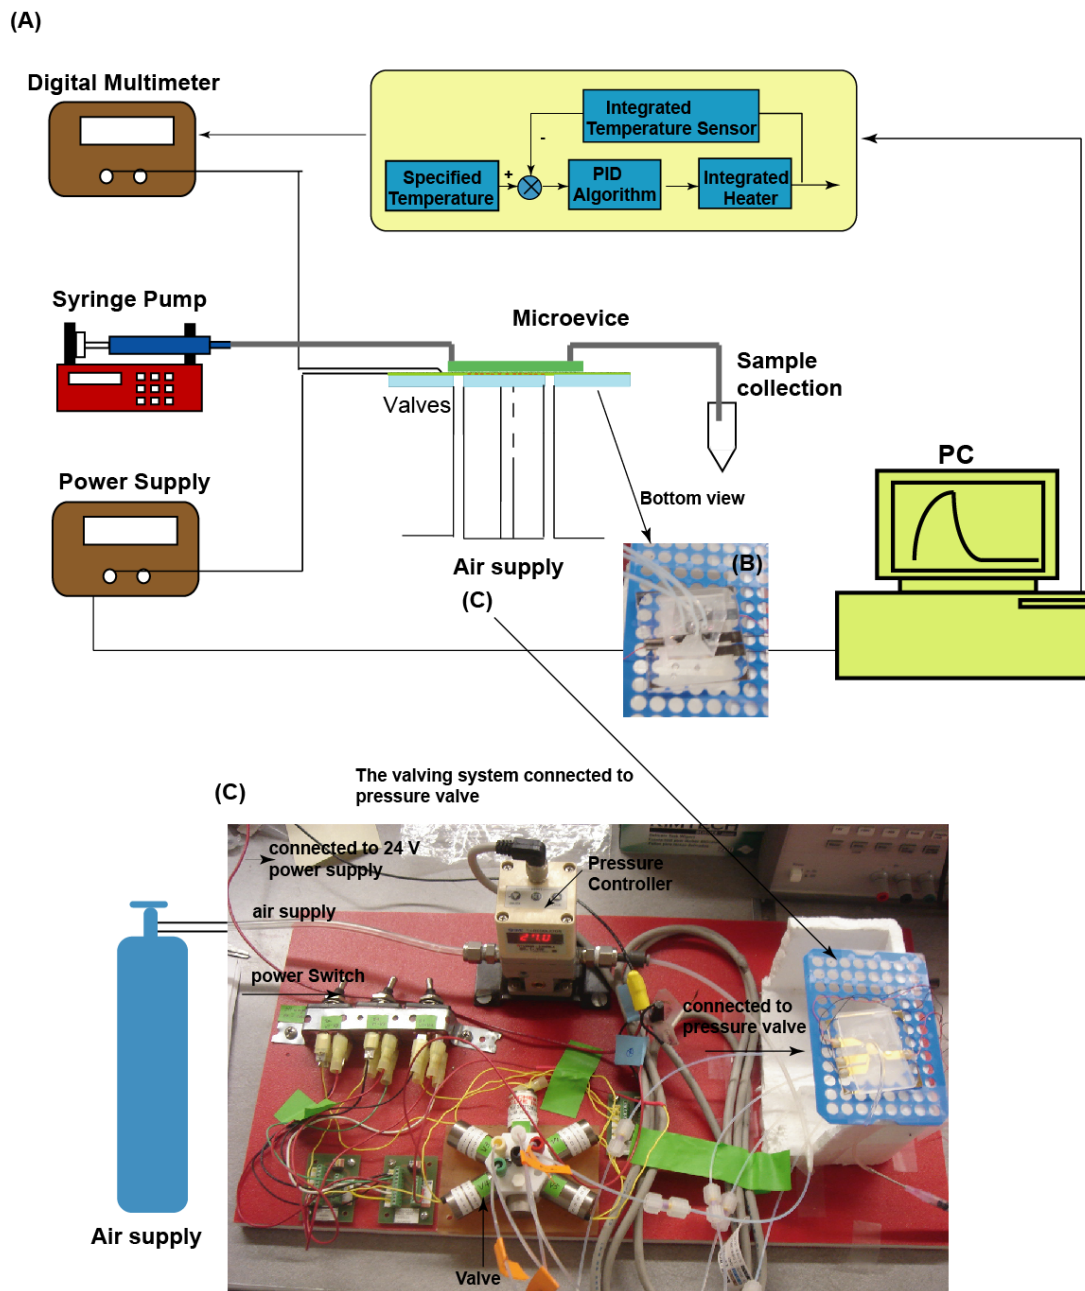 (A)
Digital Multimeter
Integrated
Temperature Sensor
-
Specified
Temperature
+
PID
Algorithm
Integrated
Heater
Syringe Pump
Microevice
Sample
collection
Valves
Power Supply
PC
Bottom view
(B)
Air supply
(C)
The valving system connected to
pressure valve
(C)
connected to 24 V
power supply
Pressure
Controller
air supply
27.0
power Switch
connected to
pressure valve
Air supply
Valve